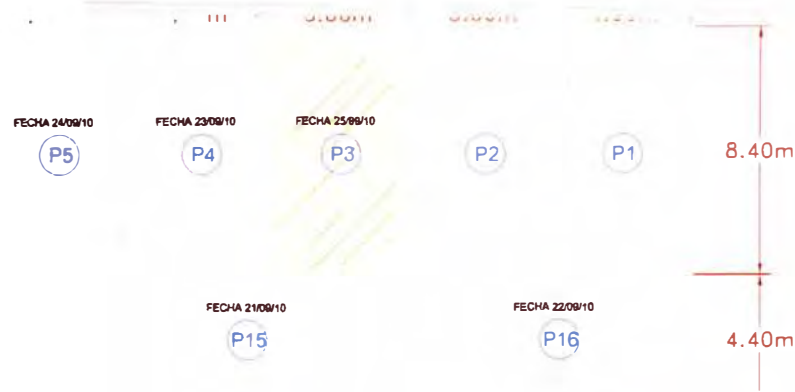 FECHA 24/09/10 FECHA 23/09/10 FECHA 25/99/10
P5 P4 P3 P2 P1 8.40m
FECHA 21/09/10 FECHA 22/09/10
P15 P16 4.40m